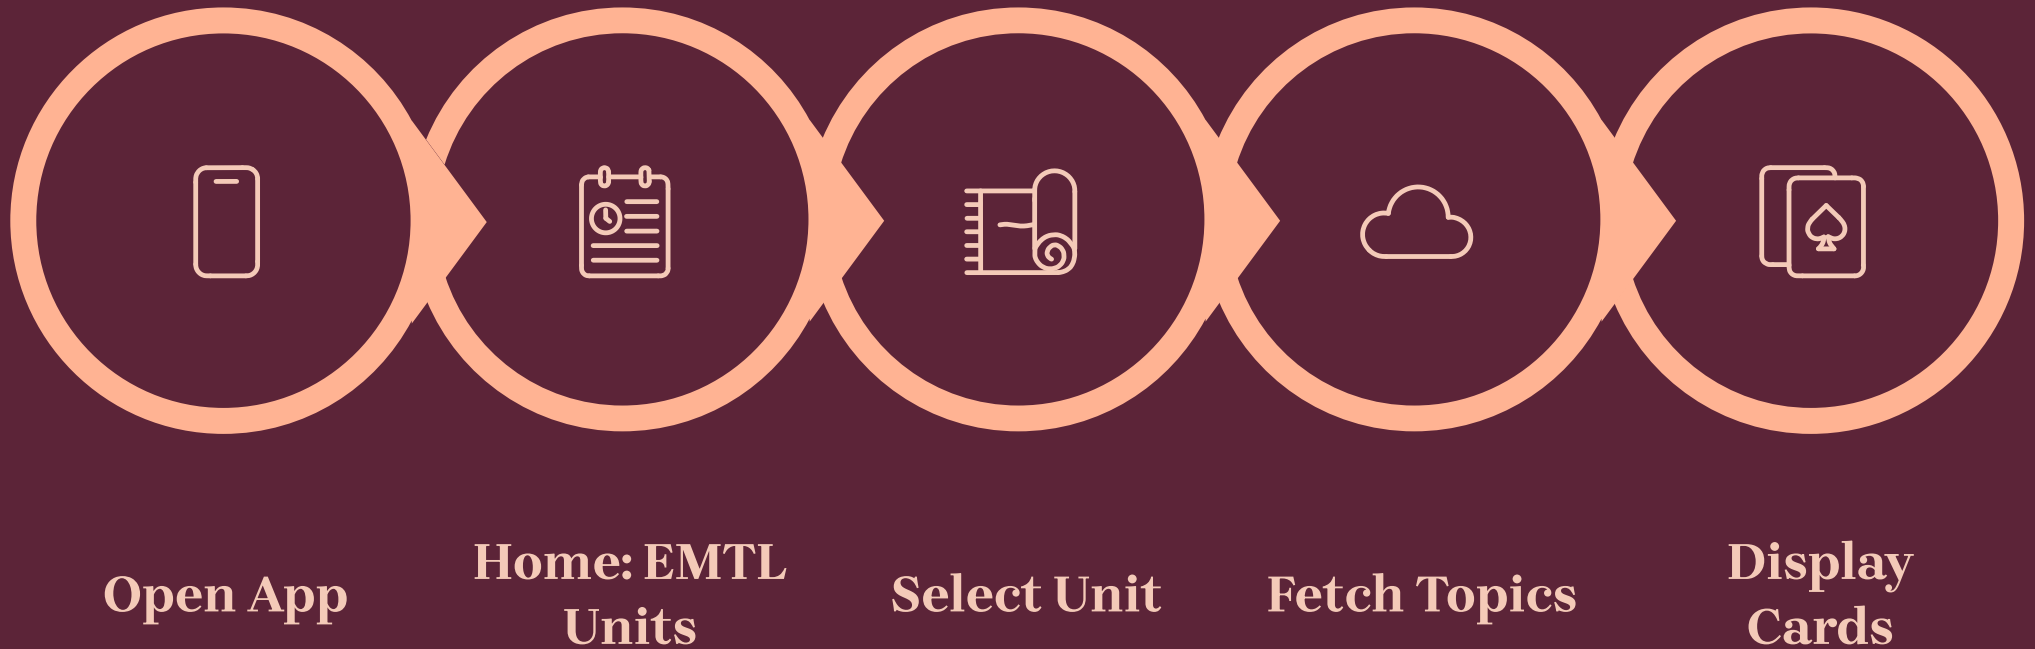 Open App
Home: EMTL
Units
Select Unit
Fetch Topics
Display
Cards